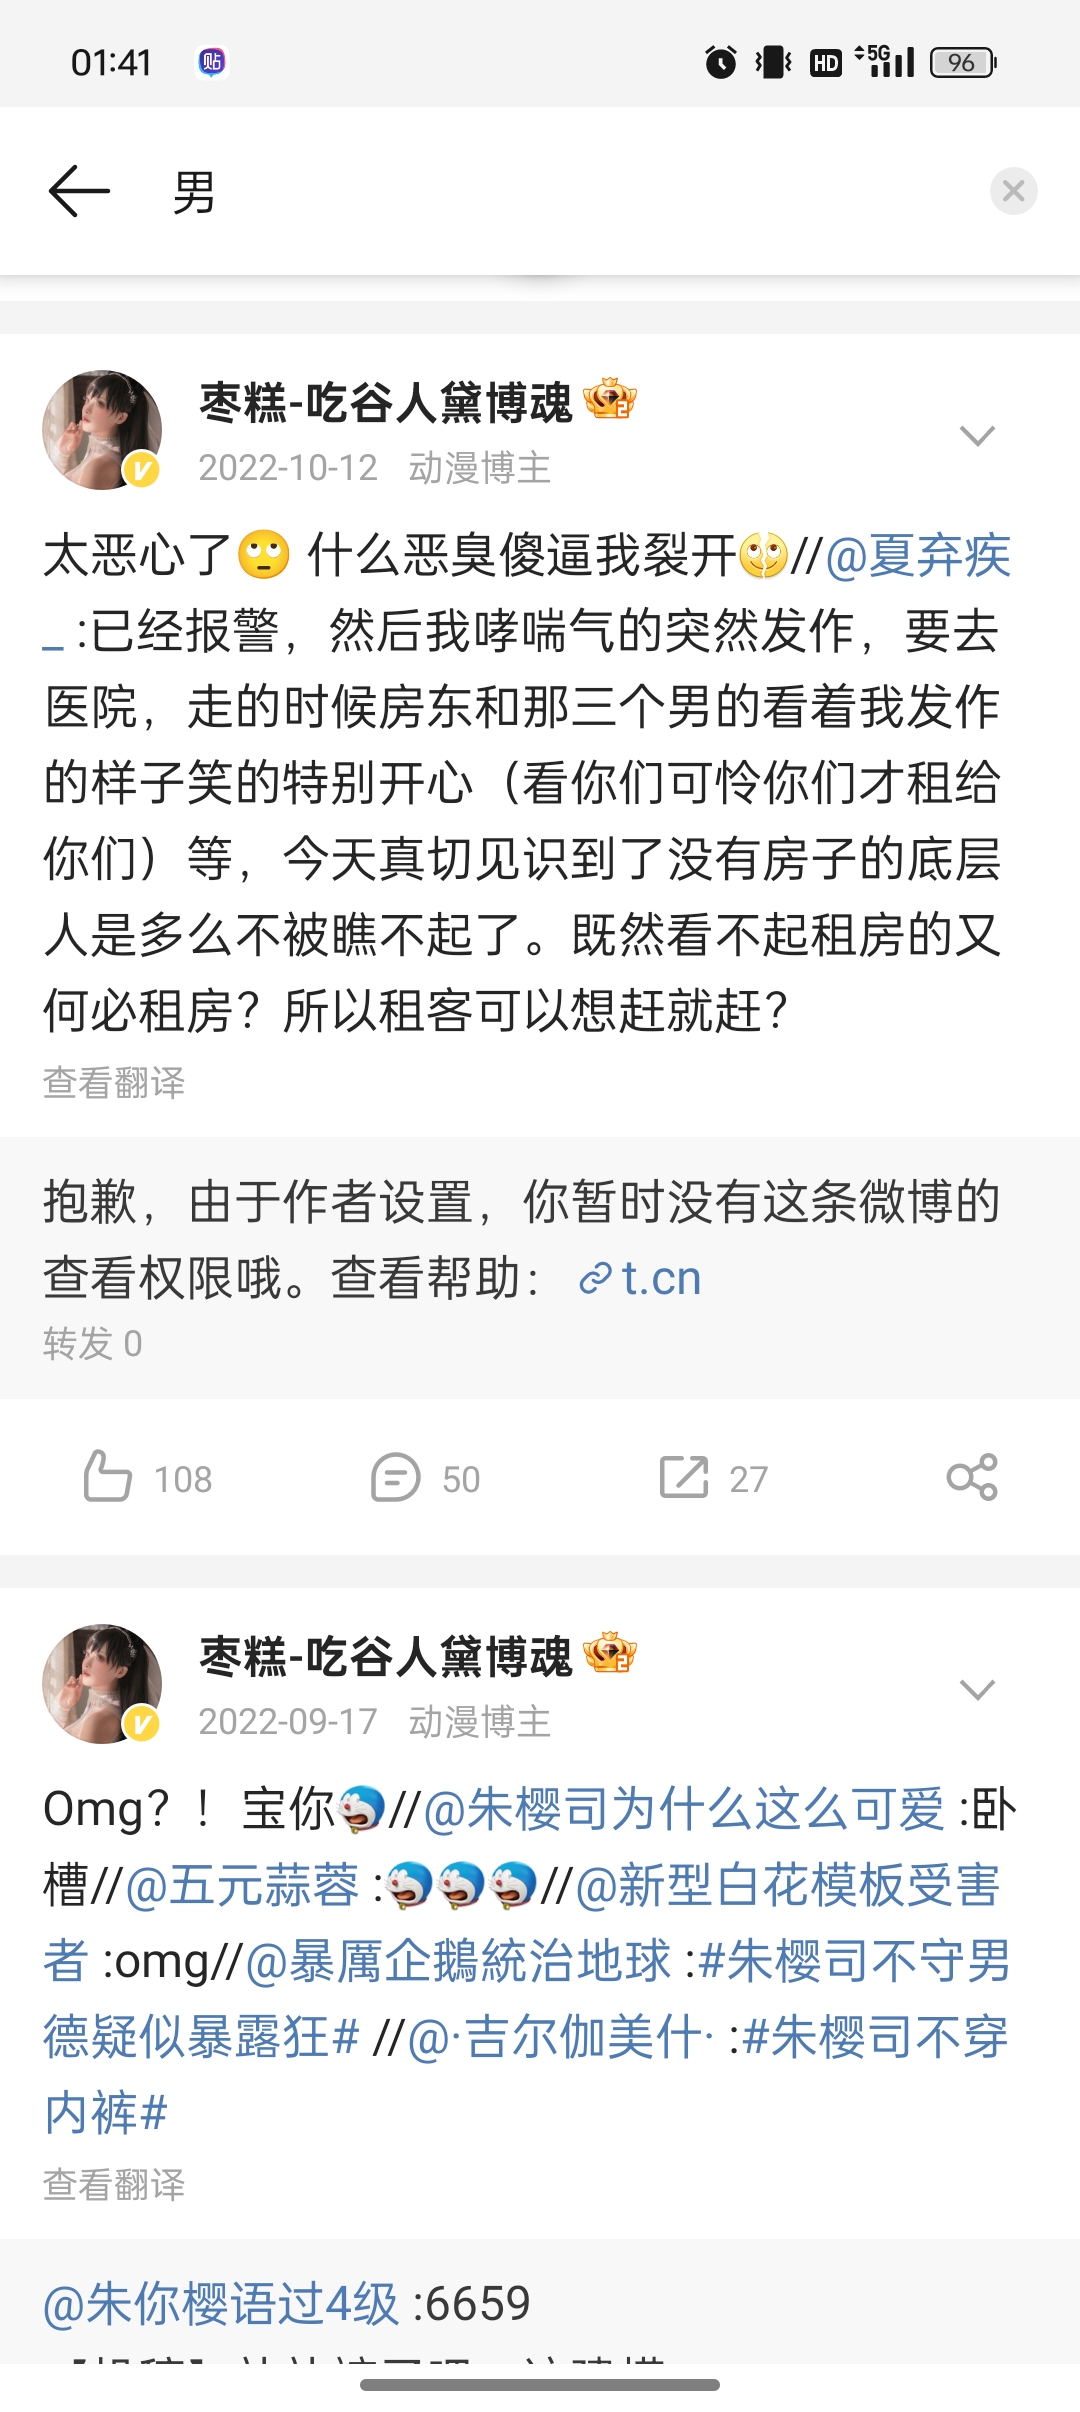 01:41
贴
HD
5G
96
男
枣糕-吃谷人黛博魂
2
2022-10-12 动漫博主
太恶心了🙄 什么恶臭傻逼我裂开//@夏弃疾
_ :已经报警，然后我哮喘气的突然发作，要去
医院，走的时候房东和那三个男的看着我发作
的样子笑的特别开心（看你们可怜你们才租给
你们）等，今天真切见识到了没有房子的底层
人是多么不被瞧不起了。既然看不起租房的又
何必租房？所以租客可以想赶就赶？
查看翻译
抱歉，由于作者设置，你暂时没有这条微博的
查看权限哦。查看帮助： t.cn
转发 0
108
50
27
枣糕-吃谷人黛博魂
2
2022-09-17 动漫博主
Omg？！ 宝你//@朱樱司为什么这么可爱 :卧
槽//@五元蒜蓉 ://@新型白花模板受害
者 :omg//@暴厲企鵝統治地球 :#朱樱司不守男
德疑似暴露狂# //@·吉尔伽美什· :#朱樱司不穿
内裤#
查看翻译
@朱你樱语过4级 :6659